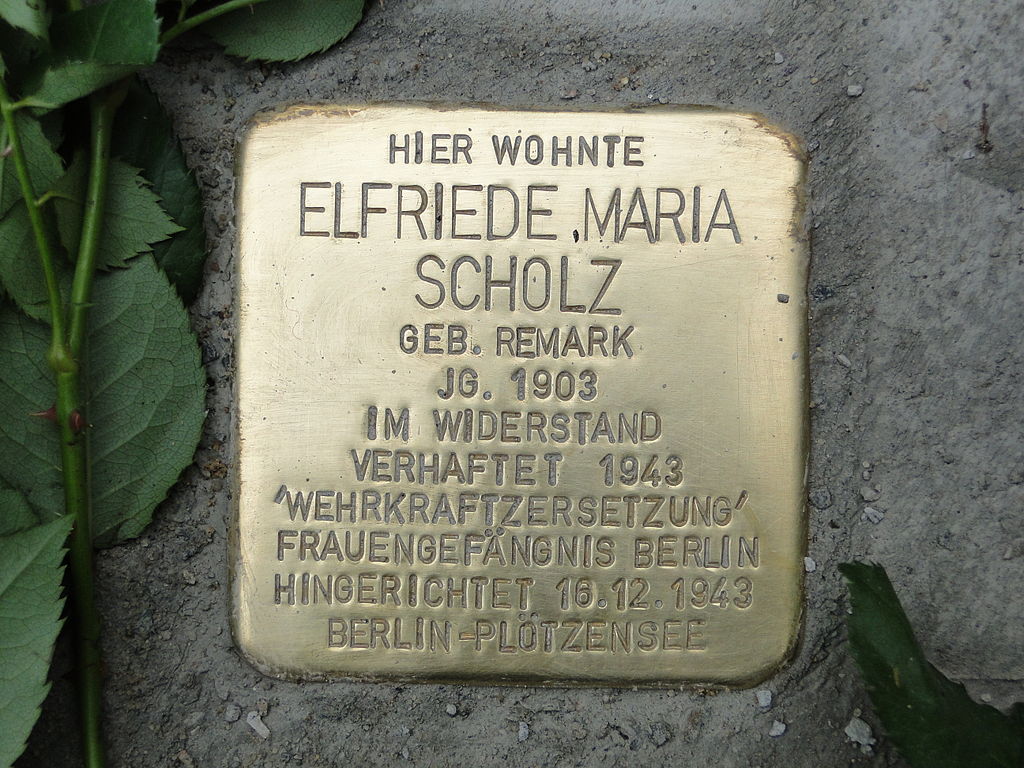 HIER WOHNTE
ELFRIEDE MARIA
SCHOLZ
GEB. REMARK
JG. 1903
IM WIDERSTAND
VERHAFTET 1943
'WEHRKRAFTZERSETZUNG'
FRAUENGEFÄNGNIS BERLIN
HINGERICHTET 16.12.1943
BERLIN-PLÖTZENSEE